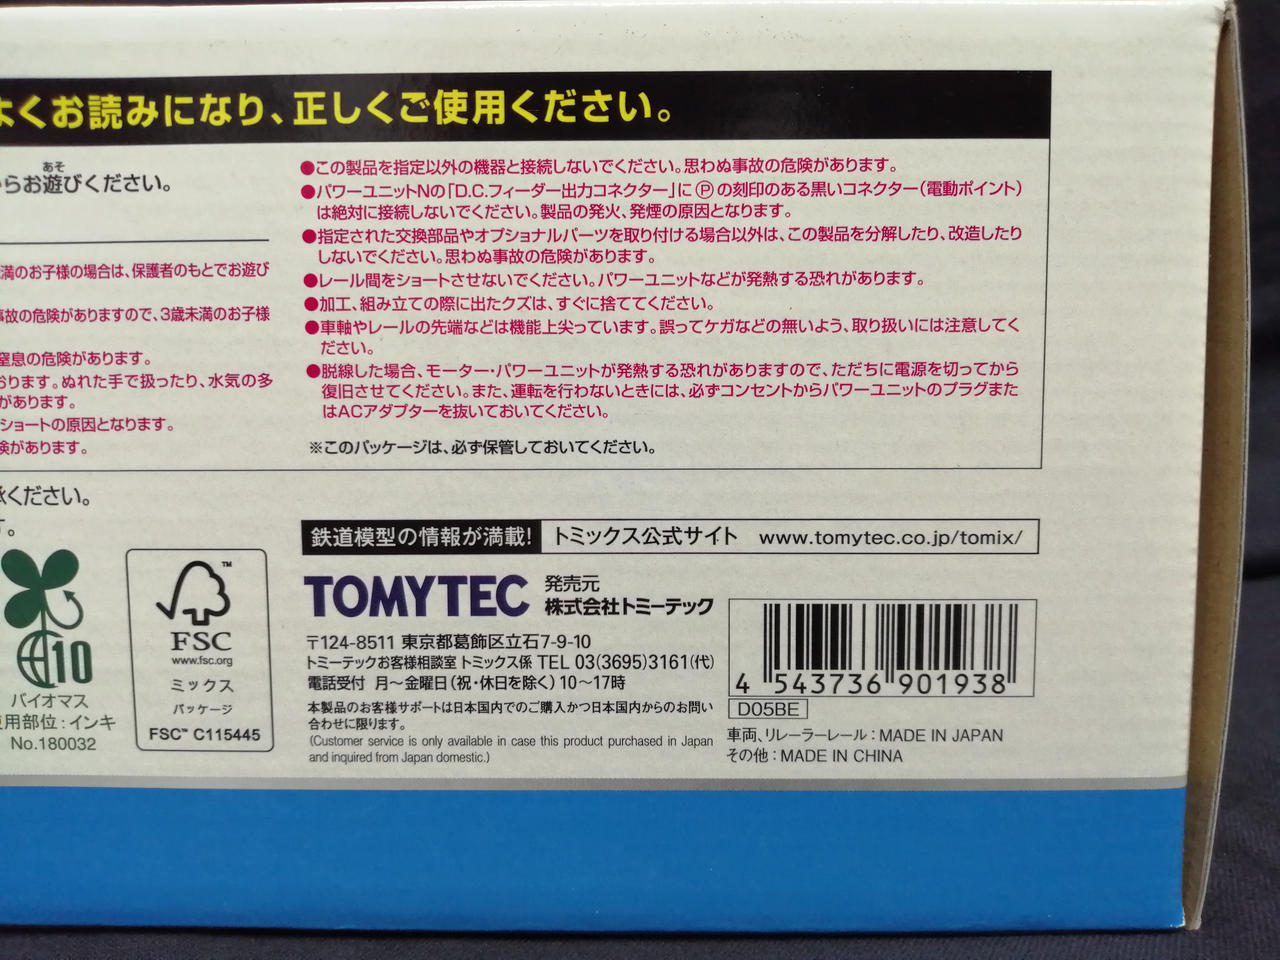 よくお読みになり、正しくご使用ください。
あそ
らお遊びください。
満のお子様の場合は、保護者のもとでお遊び
事故の危険がありますので、3歳未満のお子様
窒息の危険があります。
おります。ぬれた手で扱ったり、水気の多
があります。
ショートの原因となります。
険があります。
●この製品を指定以外の機器と接続しないでください。思わぬ事故の危険があります。
●パワーユニットNの「D.C.フィーダー出力コネクター」にⓅの刻印のある黒いコネクター(電動ポイント)
は絶対に接続しないでください。製品の発火、発煙の原因となります。
●指定された交換部品やオプショナルパーツを取り付ける場合以外は、この製品を分解したり、改造したり
しないでください。思わぬ事故の危険があります。
●レール間をショートさせないでください。パワーユニットなどが発熱する恐れがあります。
●加工、組み立ての際に出たクズは、すぐに捨ててください。
●車軸やレールの先端などは機能上尖っています。誤ってケガなどの無いよう、取り扱いには注意してく
ださい。
●脱線した場合、モーター・パワーユニットが発熱する恐れがありますので、ただちに電源を切ってから
復旧させてください。また、運転を行わないときには、必ずコンセントからパワーユニットのプラグまた
はACアダプターを抜いておいてください。
※このパッケージは、必ず保管しておいてください。
承ください。
す。
10
バイオマス
使用部位:インキ
No.180032
™
FSC
www.fsc.org
ミックス
パッケージ
FSC™ C115445
鉄道模型の情報が満載! トミックス公式サイト www.tomytec.co.jp/tomix/
TOMYTEC
発売元
株式会社トミーテック
〒124-8511 東京都葛飾区立石7-9-10
トミーテックお客様相談室 トミックス係 TEL 03(3695)3161(代)
電話受付 月〜金曜日(祝・休日を除く)10〜17時
本製品のお客様サポートは日本国内でのご購入かつ日本国内からのお問い
合わせに限ります。
(Customer service is only available in case this product purchased in Japan
and inquired from Japan domestic.)
4 543736 901938
D05BE
車両、リレーラーレール:MADE IN JAPAN
その他:MADE IN CHINA